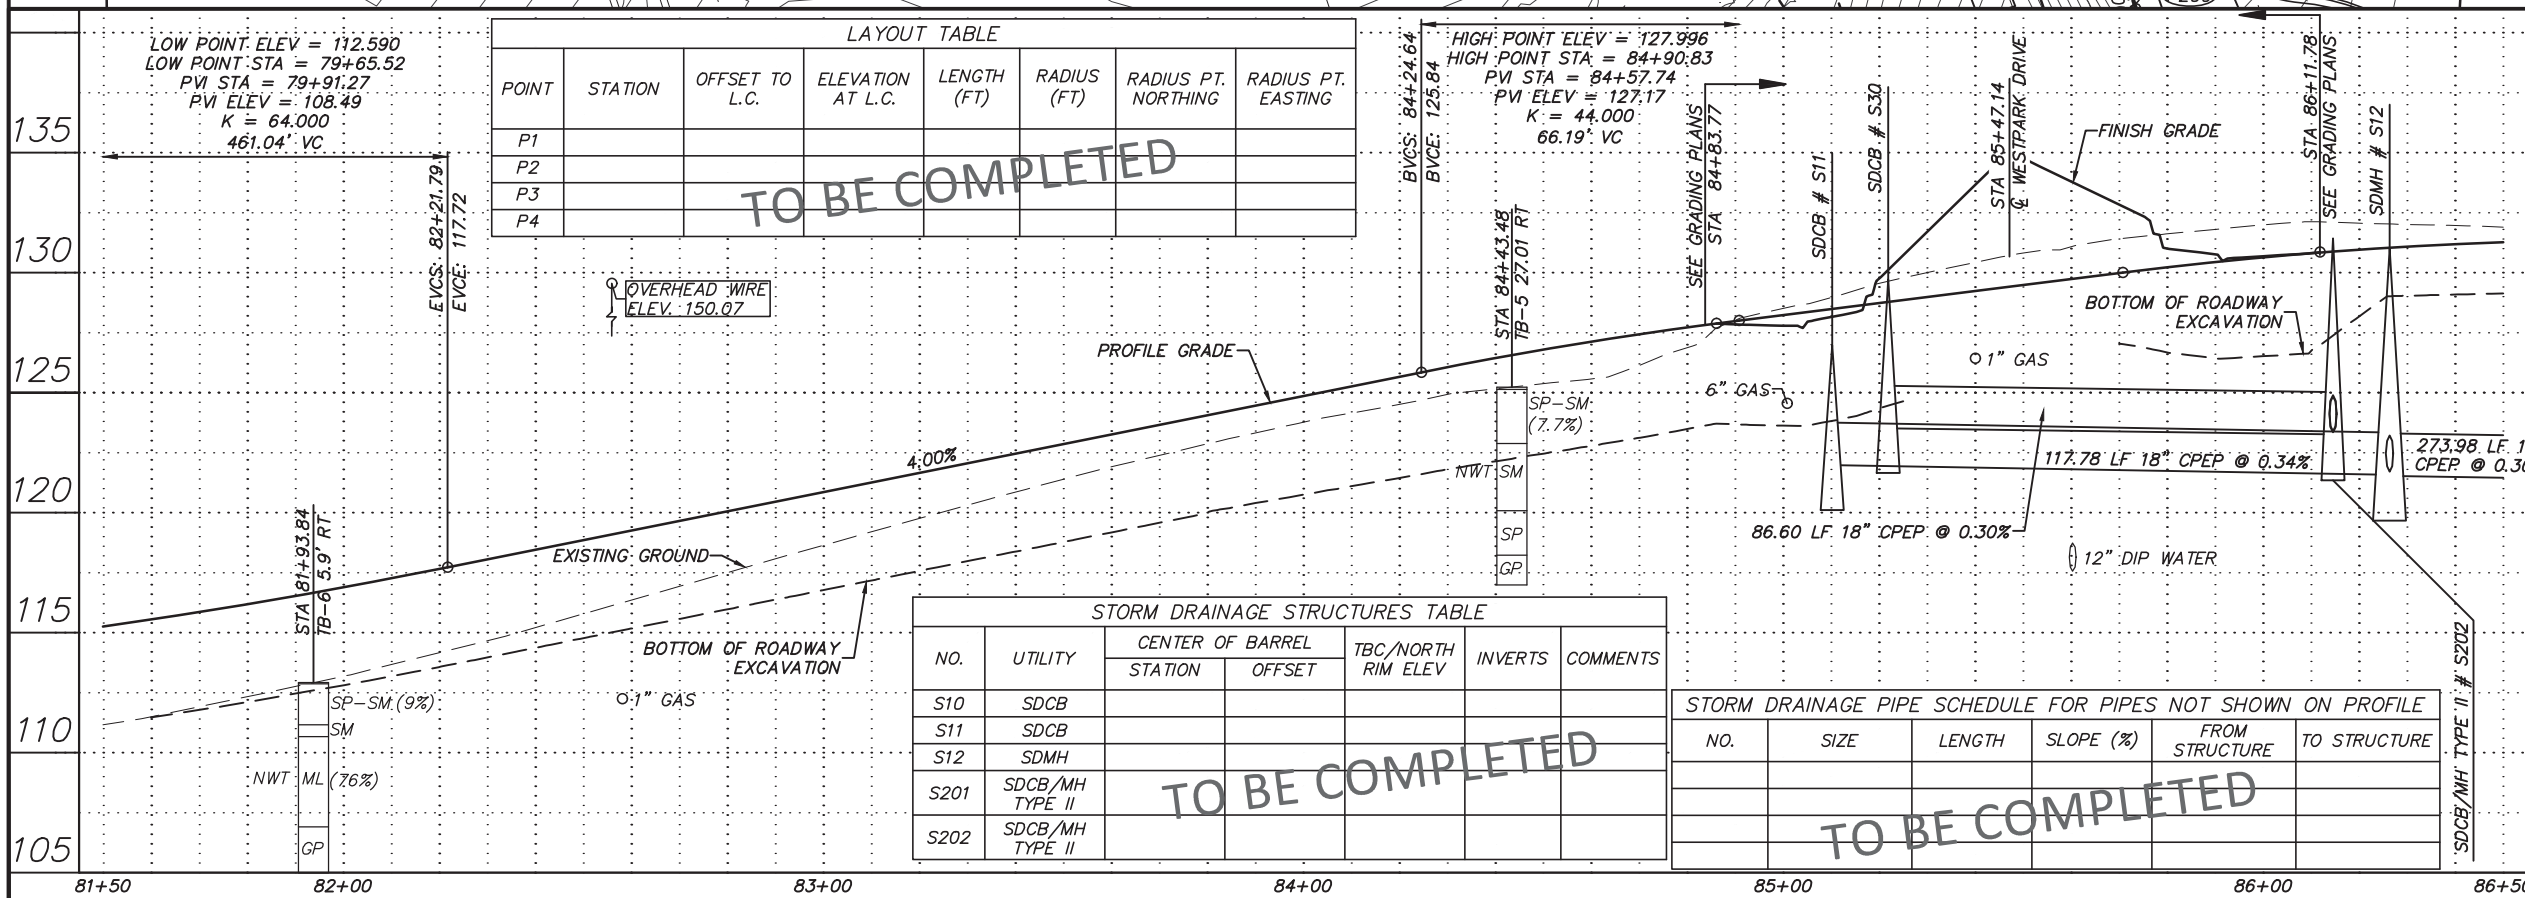 LOW POINT ELEV = 112.590
LOW POINT STA = 79+65.52
PVI STA = 79+91.27
PVI ELEV = 108.49
K = 64.000
461.04' VC
EVCS: 82+21.79
EVCE: 117.72
LAYOUT TABLE
POINT
STATION
OFFSET TO
L.C.
ELEVATION
AT L.C.
LENGTH
(FT)
RADIUS
(FT)
RADIUS PT.
NORTHING
RADIUS PT.
EASTING
P1
P2
P3
P4
TO BE COMPLETED
BVCS: 84+24.64
BVCE: 125.84
HIGH POINT ELEV = 127.996
HIGH POINT STA = 84+90.83
PVI STA = 84+57.74
PVI ELEV = 127.17
K = 44.000
66.19' VC
SEE GRADING PLANS
STA 84+83.77
SDCB # S11
SDCB # S30
STA 85+47.14
℄ WESTPARK DRIVE
FINISH GRADE
STA 86+11.78
SEE GRADING PLANS
SDMH # S12
135
130
125
120
115
110
105
OVERHEAD WIRE
ELEV. 150.07
PROFILE GRADE
STA 84+43.48
TB-5 27.01 RT
SP-SM
(7.7%)
NWT
SM
SP
GP
6" GAS
1" GAS
BOTTOM OF ROADWAY
EXCAVATION
117.78 LF 18" CPEP @ 0.34%
273.98 LF 1
CPEP @ 0.30
86.60 LF 18" CPEP @ 0.30%
12" DIP WATER
SDCB/MH TYPE II # S202
4.00%
EXISTING GROUND
STA 81+93.84
TB-6 5.9' RT
SP-SM (9%)
SM
NWT
ML
(76%)
GP
BOTTOM OF ROADWAY
EXCAVATION
1" GAS
STORM DRAINAGE STRUCTURES TABLE
NO.
UTILITY
CENTER OF BARREL
STATION
OFFSET
TBC/NORTH
RIM ELEV
INVERTS
COMMENTS
S10 SDCB
S11 SDCB
S12 SDMH
S201 SDCB/MH
TYPE II
S202 SDCB/MH
TYPE II
TO BE COMPLETED
STORM DRAINAGE PIPE SCHEDULE FOR PIPES NOT SHOWN ON PROFILE
NO.
SIZE
LENGTH
SLOPE (%)
FROM
STRUCTURE
TO STRUCTURE
TO BE COMPLETED
81+50 82+00 83+00 84+00 85+00 86+00 86+50